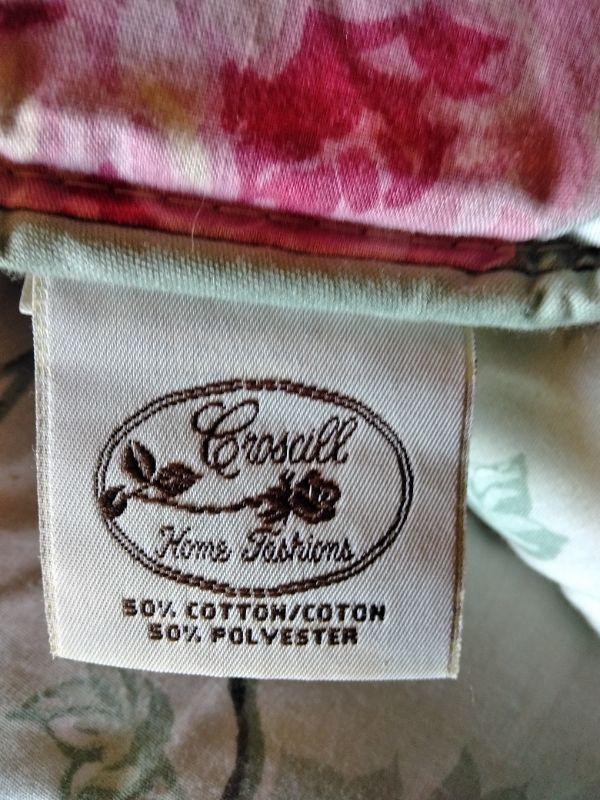 Croscill
Home Fashions
50% COTTON/COTON
50% POLYESTER